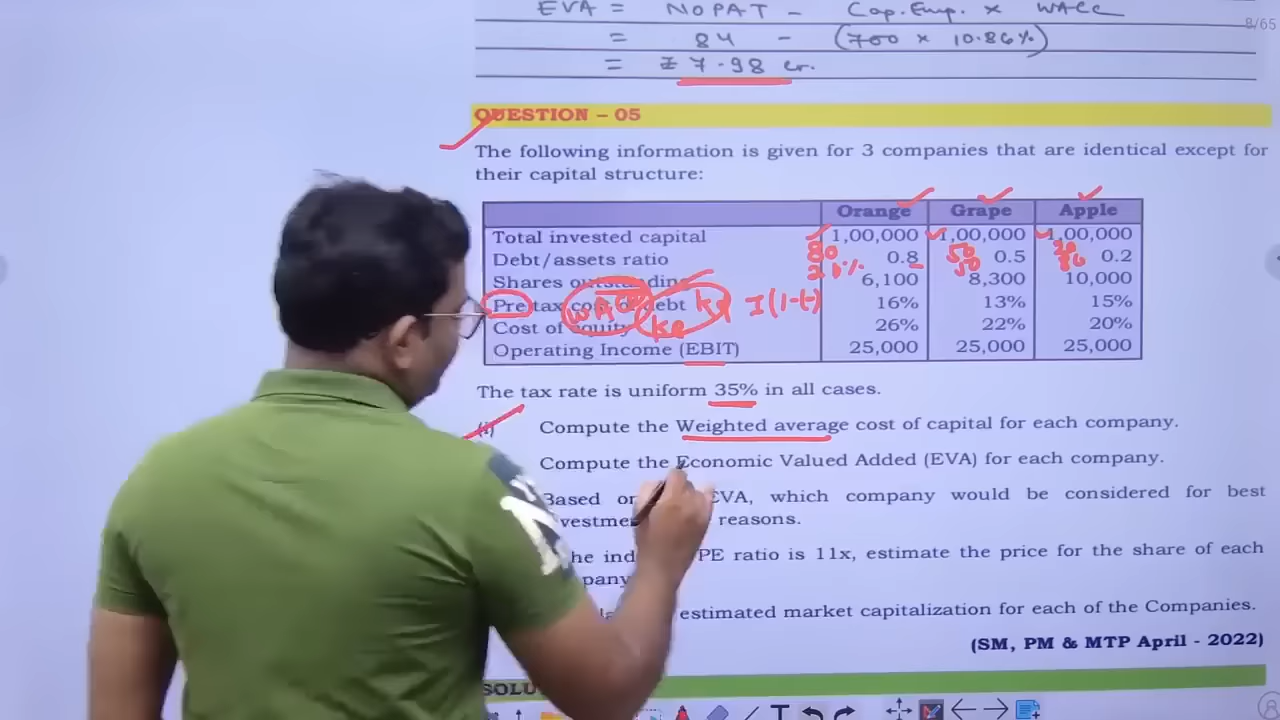 EVA = NOPAT - Cap. Emp. x WACC
= 84 - (700 x 10.86%)
= ₹ 7.98 cr.
8/65
QUESTION – 05
The following information is given for 3 companies that are identical except for
their capital structure:
Orange Grape Apple
Total invested capital 1,00,000 1,00,000 1,00,000
Debt/assets ratio 0.8 0.5 0.2
80 50
50
Shares 6,100 8,300 10,000
Pre tax debt 16% 13% 15%
WACC ke kd I(1-t)
Cost of equity 26% 22% 20%
Operating Income (EBIT) 25,000 25,000 25,000
The tax rate is uniform 35% in all cases.
(i) Compute the Weighted average cost of capital for each company.
Compute the Economic Valued Added (EVA) for each company.
Based EVA, which company would be considered for best
reasons.
PE ratio is 11x, estimate the price for the share of each
estimated market capitalization for each of the Companies.
(SM, PM & MTP April - 2022)
SOLU